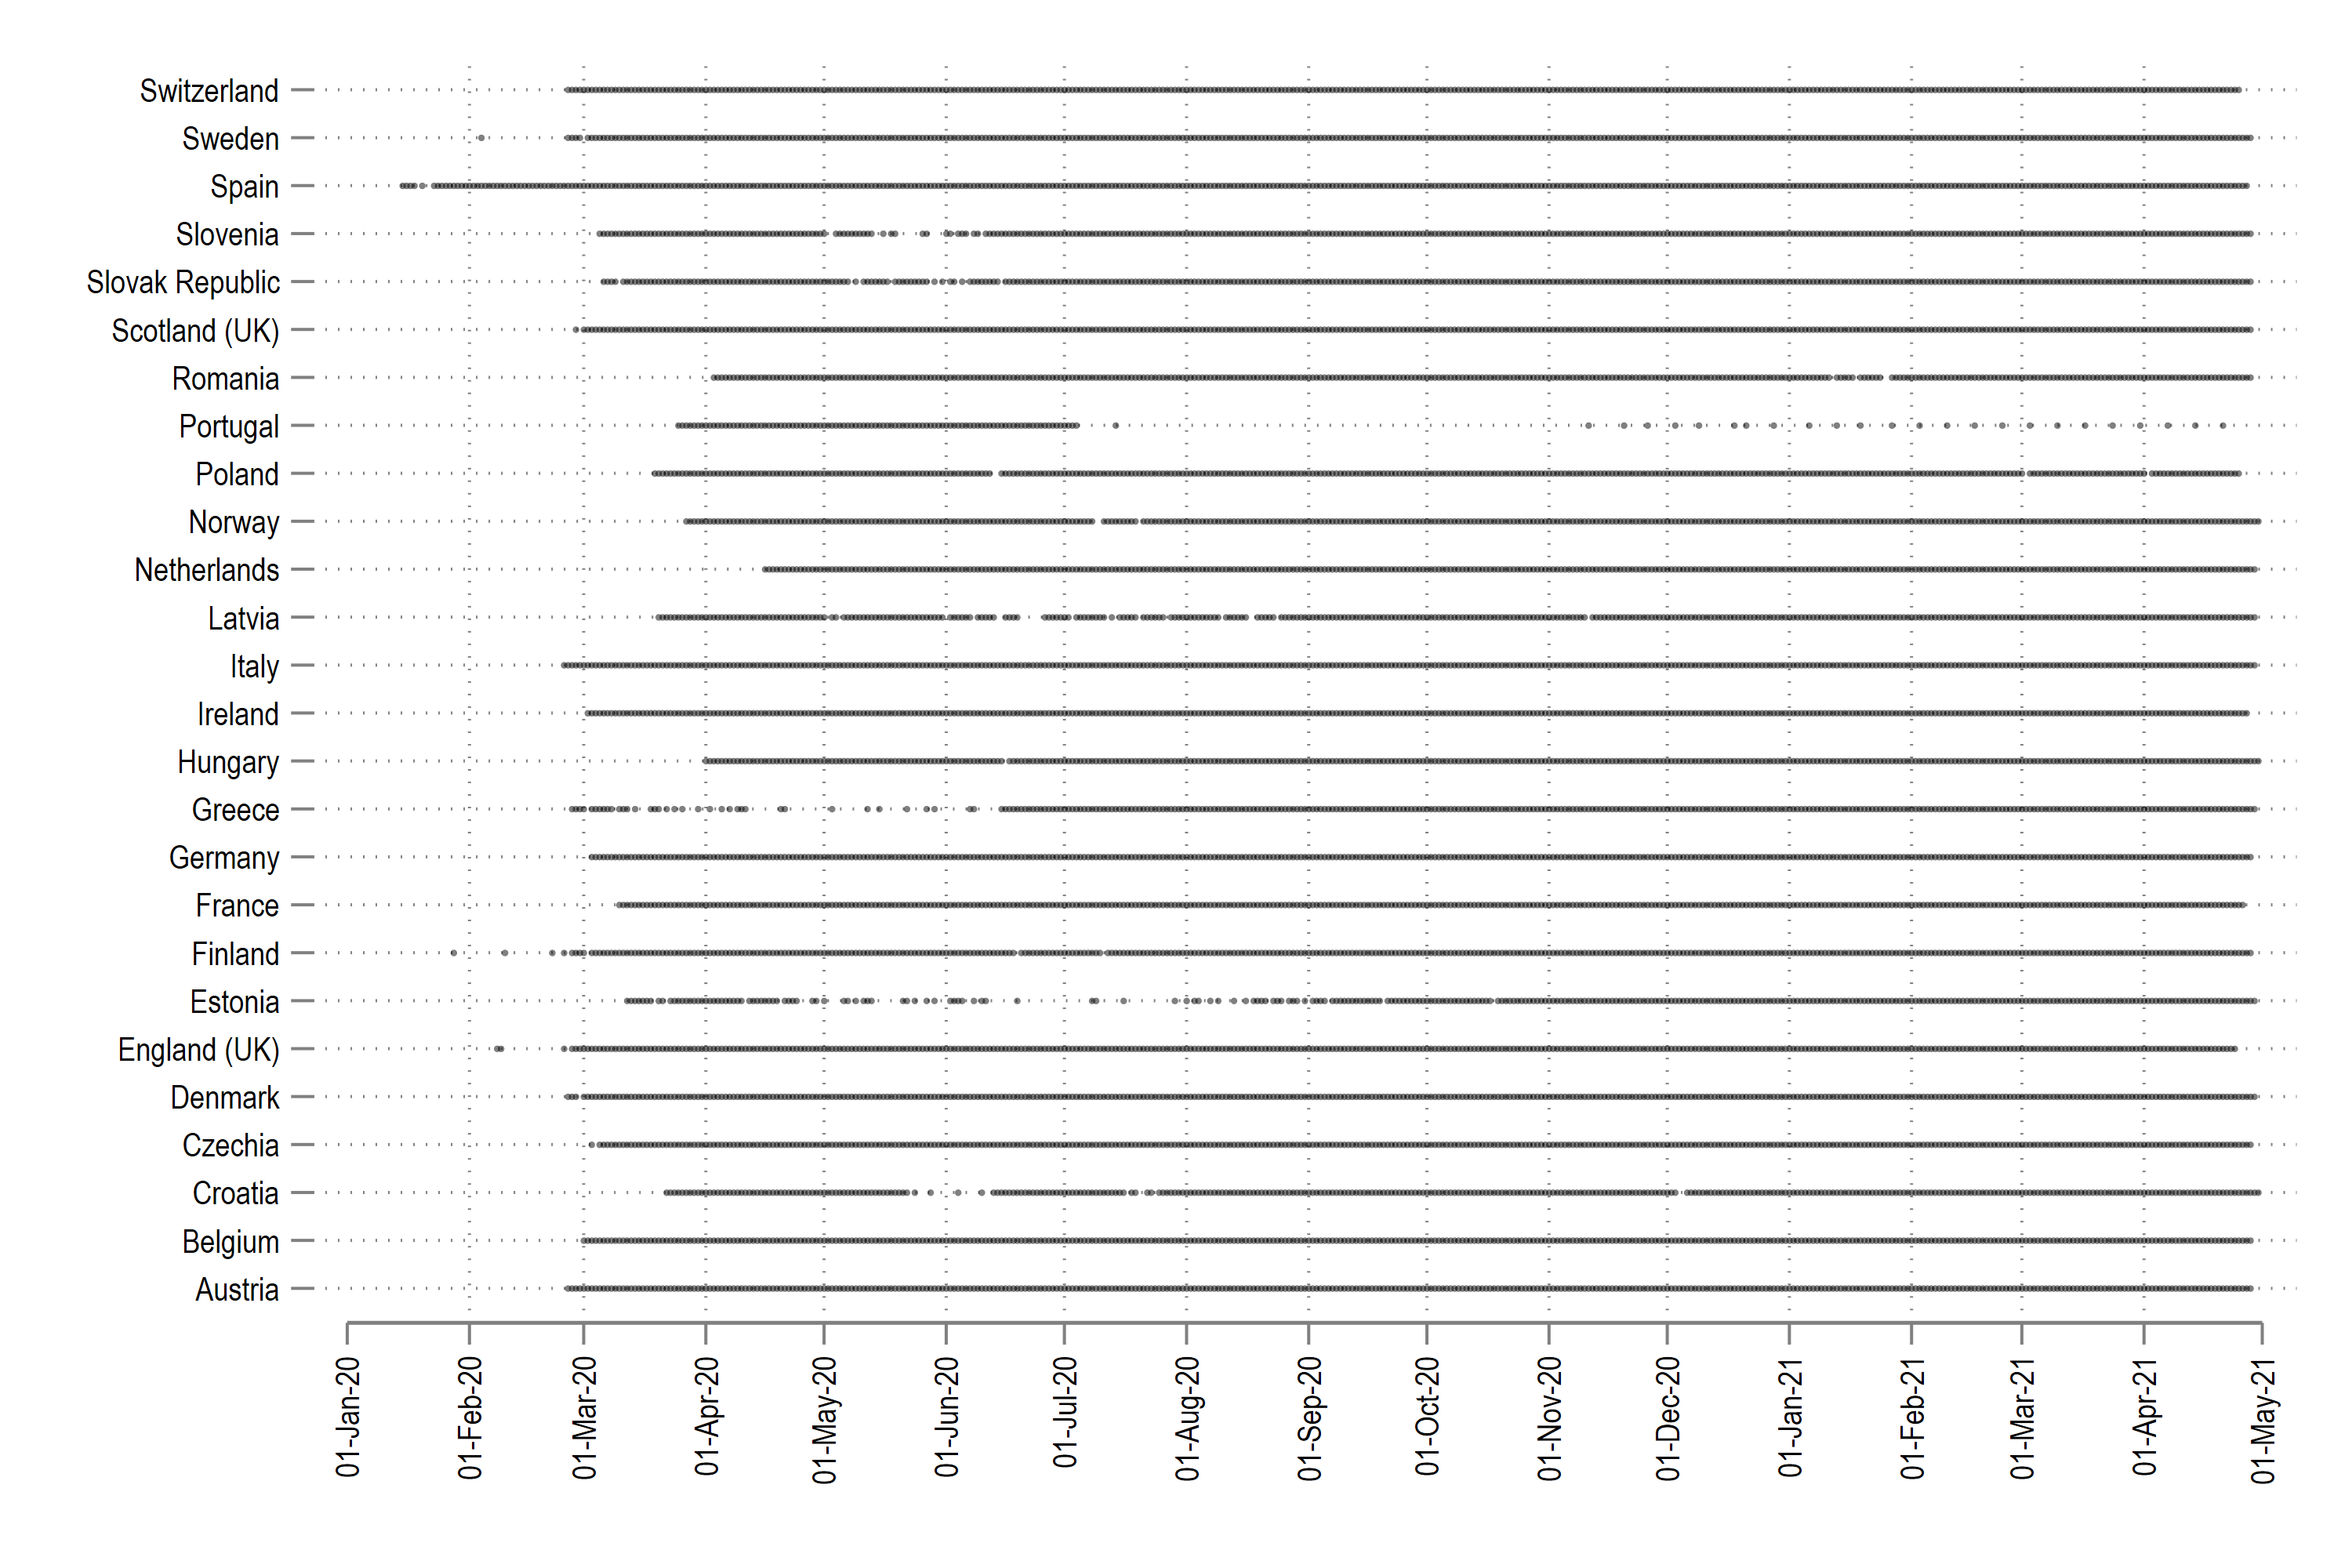 Switzerland
Sweden
Spain
Slovenia
Slovak Republic
Scotland (UK)
Romania
Portugal
Poland
Norway
Netherlands
Latvia
Italy
Ireland
Hungary
Greece
Germany
France
Finland
Estonia
England (UK)
Denmark
Czechia
Croatia
Belgium
Austria
01-Jan-20
01-Feb-20
01-Mar-20
01-Apr-20
01-May-20
01-Jun-20
01-Jul-20
01-Aug-20
01-Sep-20
01-Oct-20
01-Nov-20
01-Dec-20
01-Jan-21
01-Feb-21
01-Mar-21
01-Apr-21
01-May-21